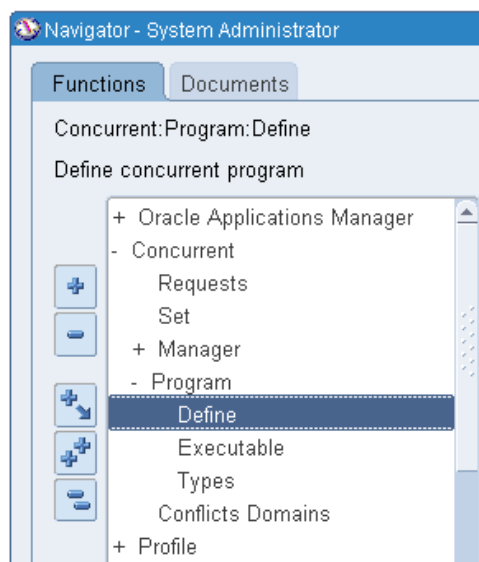 Navigator - System Administrator
Functions Documents
Concurrent:Program:Define
Define concurrent program
+ Oracle Applications Manager
- Concurrent
Requests
Set
+ Manager
- Program
Define
Executable
Types
Conflicts Domains
+ Profile